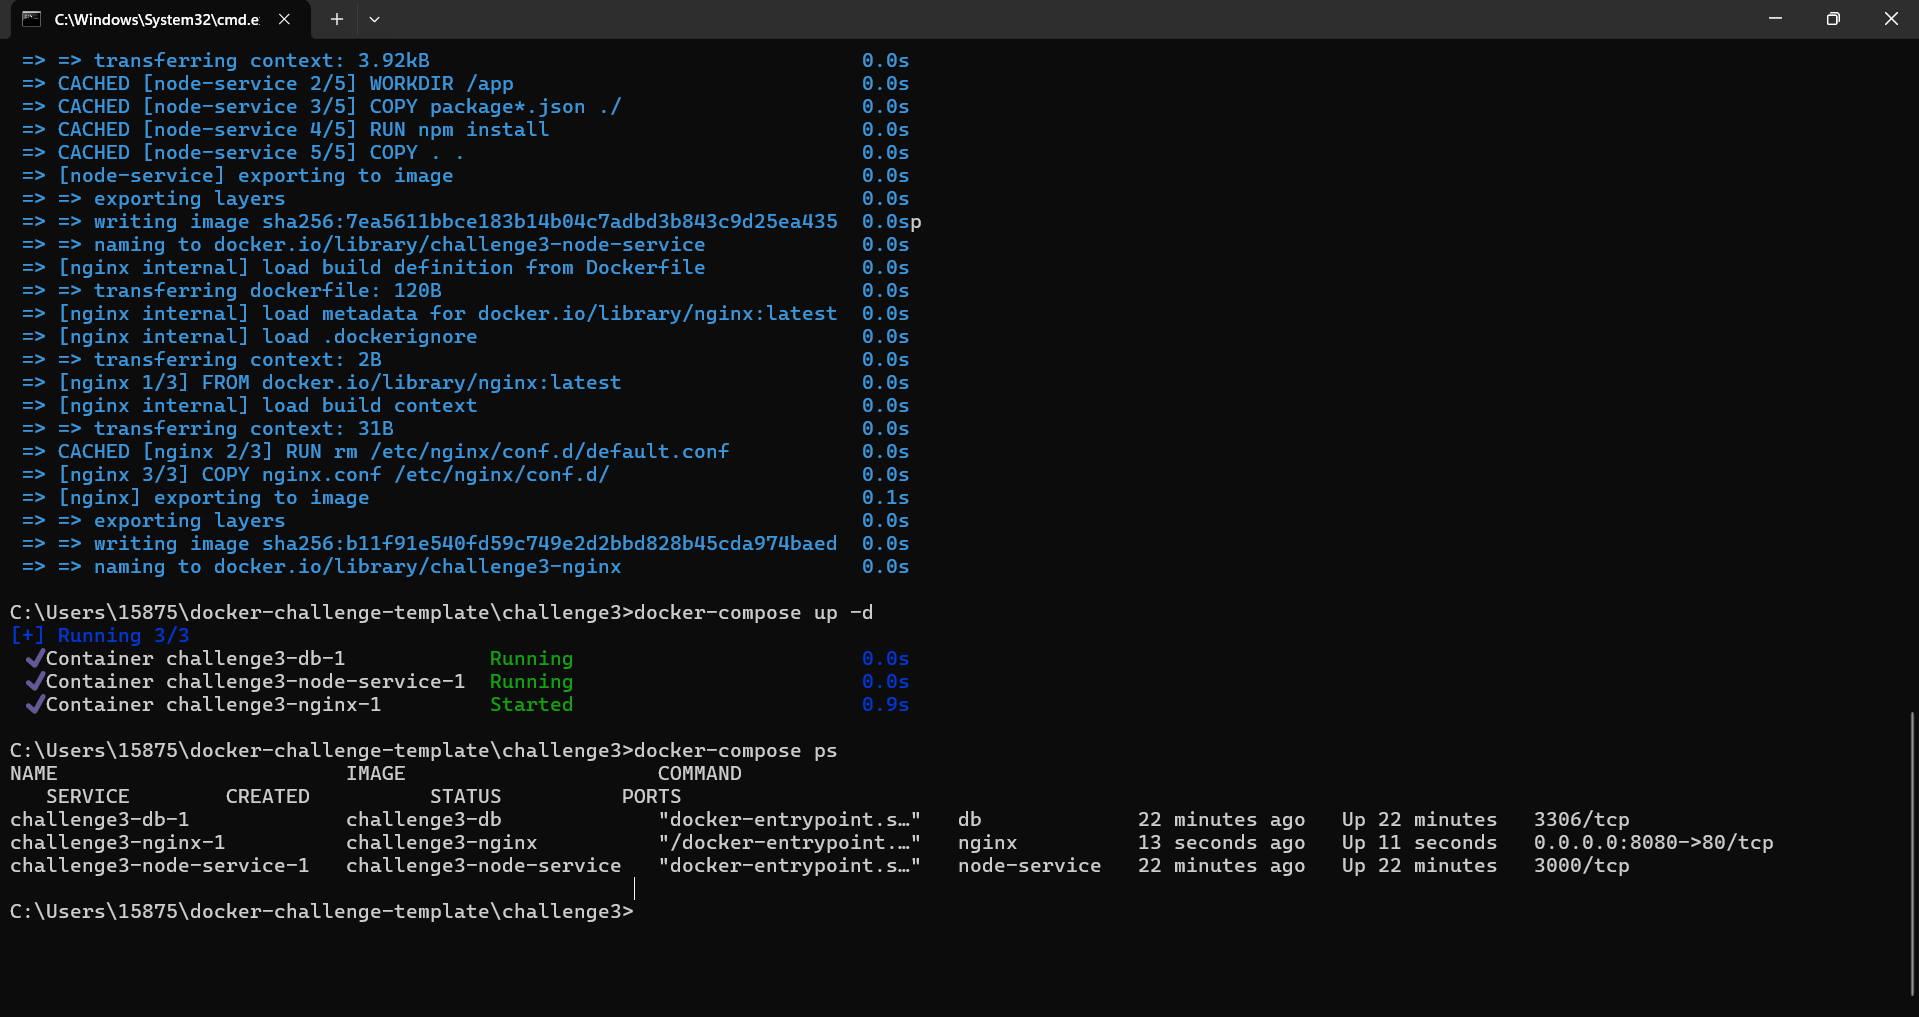 C:\Windows\System32\cmd.e
=> => transferring context: 3.92kB 0.0s
=> CACHED [node-service 2/5] WORKDIR /app 0.0s
=> CACHED [node-service 3/5] COPY package*.json ./ 0.0s
=> CACHED [node-service 4/5] RUN npm install 0.0s
=> CACHED [node-service 5/5] COPY . . 0.0s
=> [node-service] exporting to image 0.0s
=> => exporting layers 0.0s
=> => writing image sha256:7ea5611bbce183b14b04c7adbd3b843c9d25ea435 0.0sp
=> => naming to docker.io/library/challenge3-node-service 0.0s
=> [nginx internal] load build definition from Dockerfile 0.0s
=> => transferring dockerfile: 120B 0.0s
=> [nginx internal] load metadata for docker.io/library/nginx:latest 0.0s
=> [nginx internal] load .dockerignore 0.0s
=> => transferring context: 2B 0.0s
=> [nginx 1/3] FROM docker.io/library/nginx:latest 0.0s
=> [nginx internal] load build context 0.0s
=> => transferring context: 31B 0.0s
=> CACHED [nginx 2/3] RUN rm /etc/nginx/conf.d/default.conf 0.0s
=> [nginx 3/3] COPY nginx.conf /etc/nginx/conf.d/ 0.0s
=> [nginx] exporting to image 0.1s
=> => exporting layers 0.0s
=> => writing image sha256:b11f91e540fd59c749e2d2bbd828b45cda974baed 0.0s
=> => naming to docker.io/library/challenge3-nginx 0.0s
C:\Users\15875\docker-challenge-template\challenge3>docker-compose up -d
[+] Running 3/3
✔Container challenge3-db-1 Running 0.0s
✔Container challenge3-node-service-1 Running 0.0s
✔Container challenge3-nginx-1 Started 0.9s
C:\Users\15875\docker-challenge-template\challenge3>docker-compose ps
NAME IMAGE COMMAND
SERVICE CREATED STATUS PORTS
challenge3-db-1 challenge3-db "docker-entrypoint.s…" db 22 minutes ago Up 22 minutes 3306/tcp
challenge3-nginx-1 challenge3-nginx "/docker-entrypoint.…" nginx 13 seconds ago Up 11 seconds 0.0.0.0:8080->80/tcp
challenge3-node-service-1 challenge3-node-service "docker-entrypoint.s…" node-service 22 minutes ago Up 22 minutes 3000/tcp
C:\Users\15875\docker-challenge-template\challenge3>